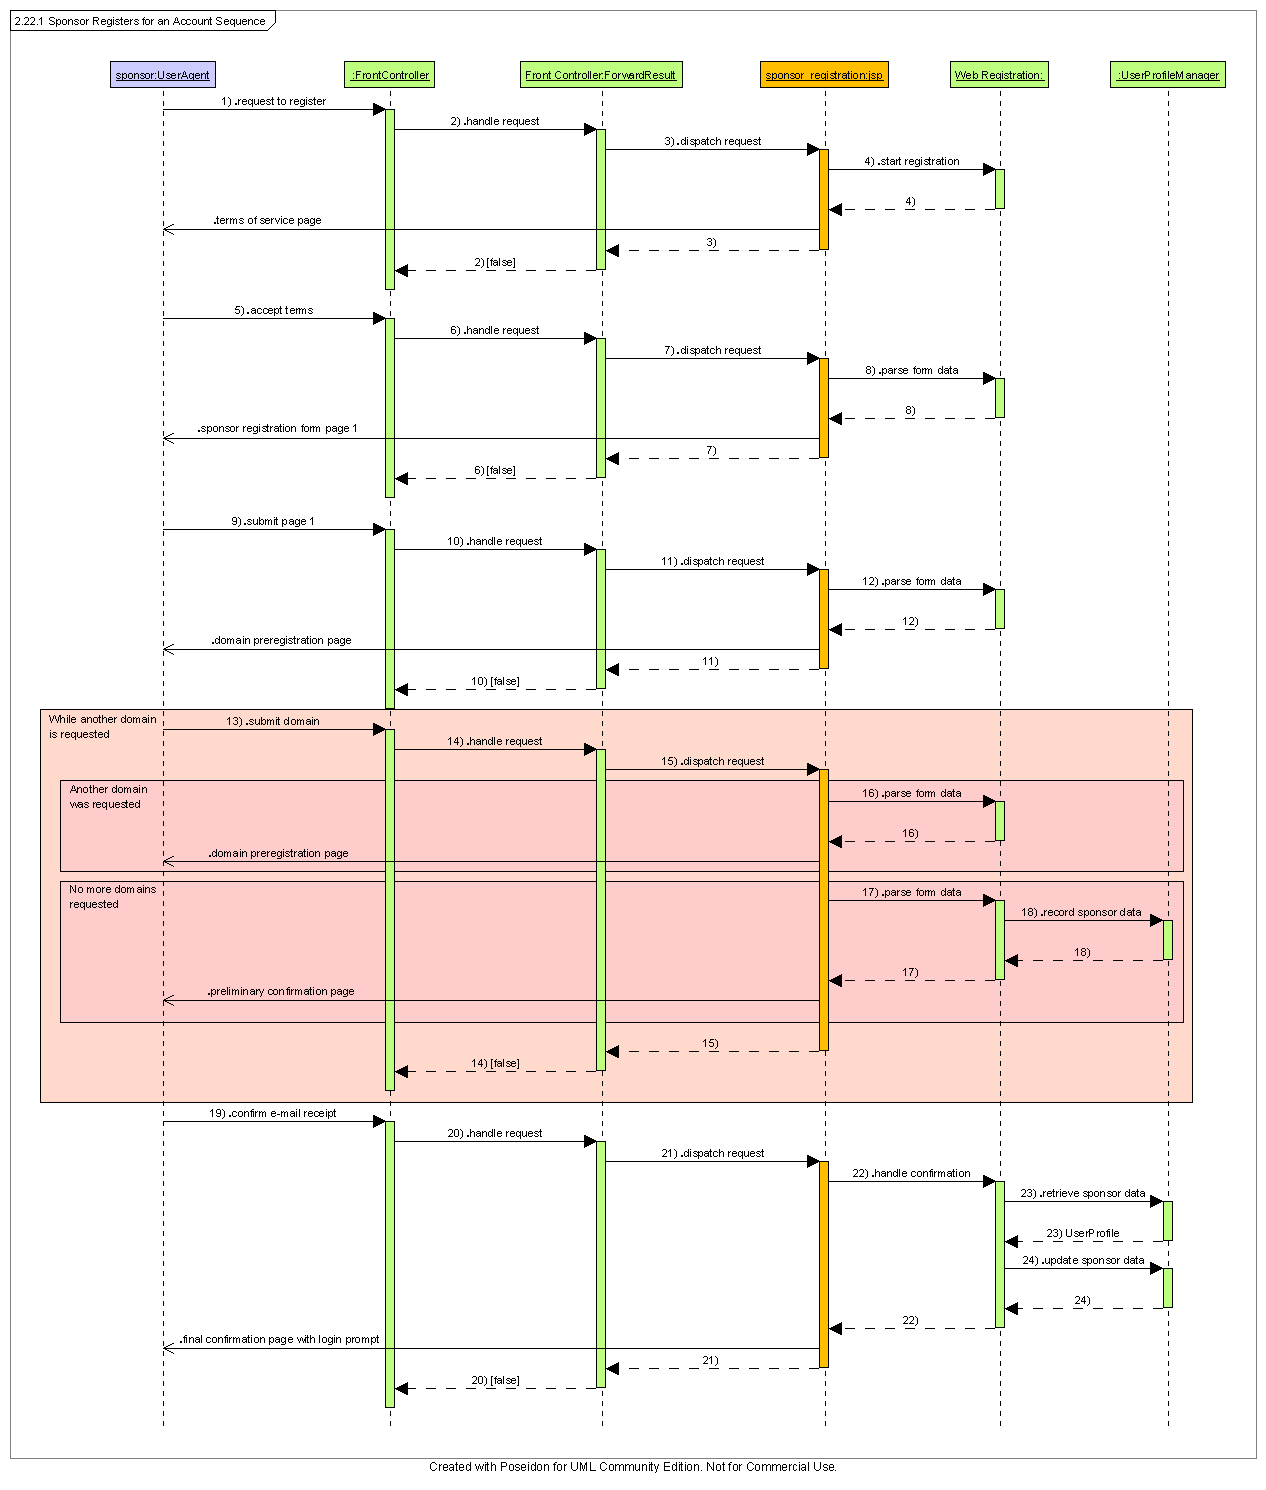 2.22.1 Sponsor Registers for an Account Sequence
sponsor:UserAgent
:FrontController
Front Controller:ForwardResult
sponsor_registration:jsp
Web Registration:
:UserProfileManager
1) .request to register
2) .handle request
3) .dispatch request
4) .start registration
4)
.terms of service page
3)
2) [false]
5) .accept terms
6) .handle request
7) .dispatch request
8) .parse form data
8)
.sponsor registration form page 1
7)
6) [false]
9) .submit page 1
10) .handle request
11) .dispatch request
12) .parse form data
12)
.domain preregistration page
11)
10) [false]
While another domain
is requested
13) .submit domain
14) .handle request
15) .dispatch request
Another domain
was requested
16) .parse form data
16)
.domain preregistration page
No more domains
requested
17) .parse form data
18) .record sponsor data
18)
17)
.preliminary confirmation page
15)
14) [false]
19) .confirm e-mail receipt
20) .handle request
21) .dispatch request
22) .handle confirmation
23) .retrieve sponsor data
23) UserProfile
24) .update sponsor data
24)
22)
.final confirmation page with login prompt
21)
20) [false]
Created with Poseidon for UML Community Edition. Not for Commercial Use.